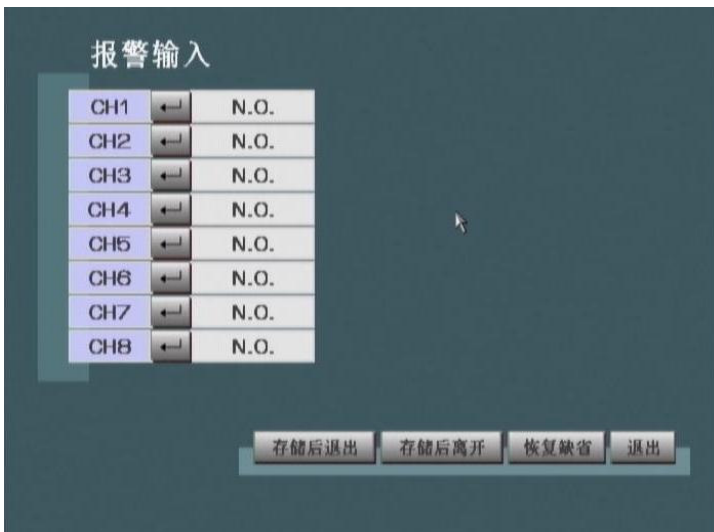 报警输入
CH1 N.O.
CH2 N.O.
CH3 N.O.
CH4 N.O.
CH5 N.O.
CH6 N.O.
CH7 N.O.
CH8 N.O.
存储后退出 存储后离开 恢复缺省 退出